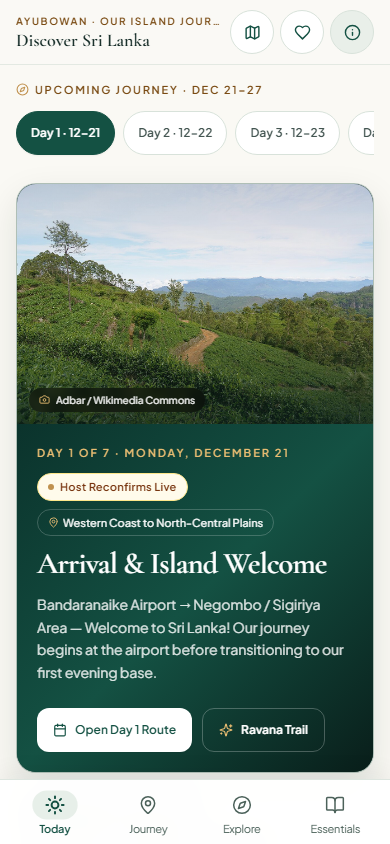 AYUBOWAN · OUR ISLAND JOUR…
Discover Sri Lanka
UPCOMING JOURNEY · DEC 21–27
Day 1 · 12–21
Day 2 · 12–22
Day 3 · 12–23
Da
Adbar / Wikimedia Commons
DAY 1 OF 7 · MONDAY, DECEMBER 21
Host Reconfirms Live
Western Coast to North-Central Plains
Arrival & Island Welcome
Bandaranaike Airport → Negombo / Sigiriya
Area — Welcome to Sri Lanka! Our journey
begins at the airport before transitioning to our
first evening base.
Open Day 1 Route
Ravana Trail
Today
Journey
Explore
Essentials